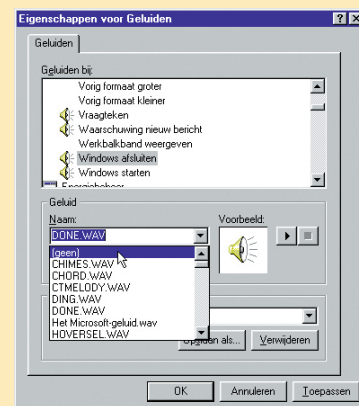 Eigenschappen voor Geluiden
Geluiden
Geluiden bij:
Vorig formaat groter
Vorig formaat kleiner
Vraagteken
Waarschuwing nieuw bericht
Werkbalkband weergeven
Windows afsluiten
Windows starten
Energiebeheer
Geluid
Naam:
Voorbeeld:
DONE.WAV
(geen)
CHIMES.WAV
CHORD.WAV
CTMELODY.WAV
DING.WAV
DONE.WAV
Het Microsoft-geluid.wav
HOVERSEL.WAV
Opslaan als...
Verwijderen
OK
Annuleren
Toepassen